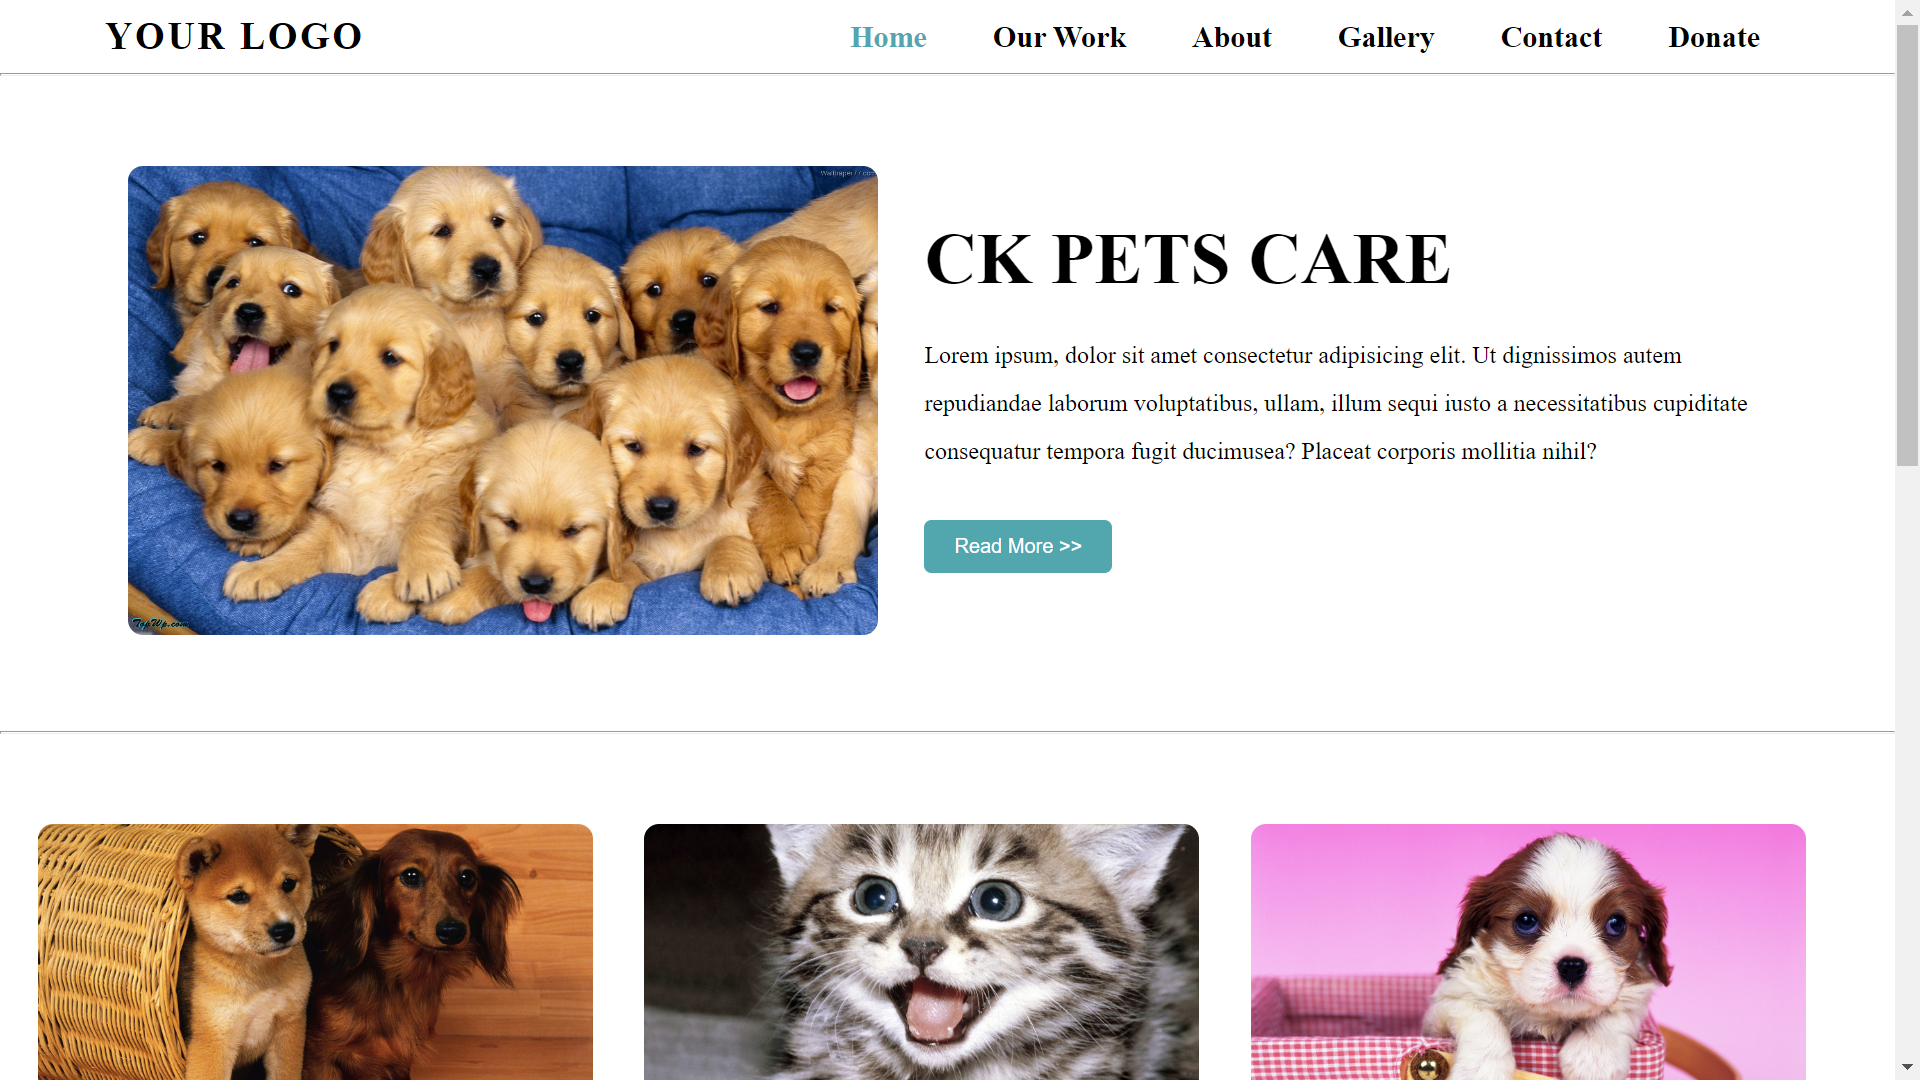 YOUR LOGO
Home Our Work About Gallery Contact Donate
CK PETS CARE
Lorem ipsum, dolor sit amet consectetur adipisicing elit. Ut dignissimos autem
repudiandae laborum voluptatibus, ullam, illum sequi iusto a necessitatibus cupiditate
consequatur tempora fugit ducimusea? Placeat corporis mollitia nihil?
Read More >>
TopWp.com